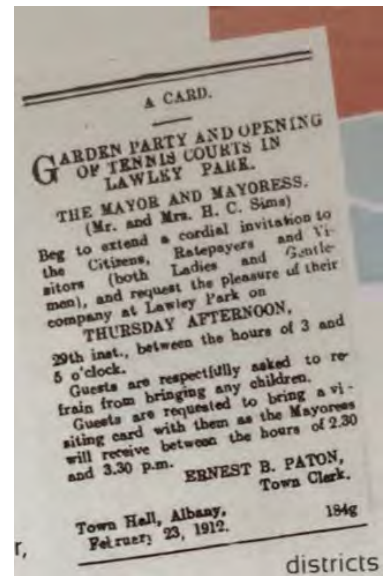 A CARD.
GARDEN PARTY AND OPENING
OF TENNIS COURTS IN
LAWLEY PARK.
THE MAYOR AND MAYORESS.
(Mr. and Mrs. H. C. Sims)
Beg to extend a cordial invitation to
the Citizens, Ratepayers and Vi-
sitors (both Ladies and Gentle-
men), and request the pleasure of their
company at Lawley Park on
THURSDAY AFTERNOON,
29th inst., between the hours of 3 and
5 o'clock.
Guests are respectfully asked to re-
frain from bringing any children.
Guests are requested to bring a vi-
siting card with them as the Mayoress
will receive between the hours of 2.30
and 3.30 p.m.
ERNEST B. PATON,
Town Clerk.
Town Hall, Albany,
February 23, 1912.
184g
r,
districts